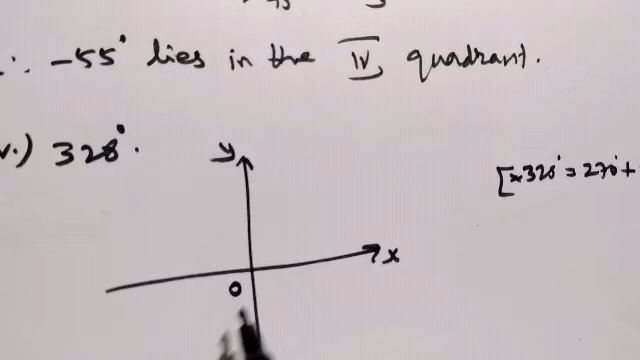 ∴ -55° lies in the IV quadrant.
v.) 328°.
y
[∵ 328° = 270° +
x
0